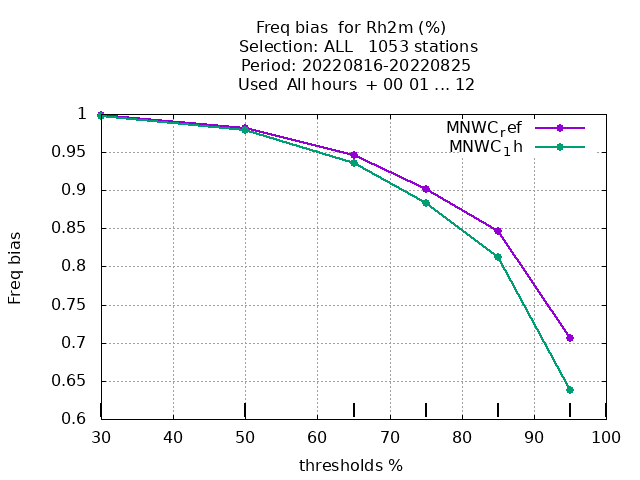 Freq bias  for Rh2m (%)
Selection: ALL   1053 stations
Period: 20220816-20220825
Used  All hours  + 00 01 ... 12
MNWC_ref
MNWC_1h
1
0.95
0.9
0.85
0.8
0.75
0.7
0.65
0.6
Freq bias
30 40 50 60 70 80 90 100
thresholds %